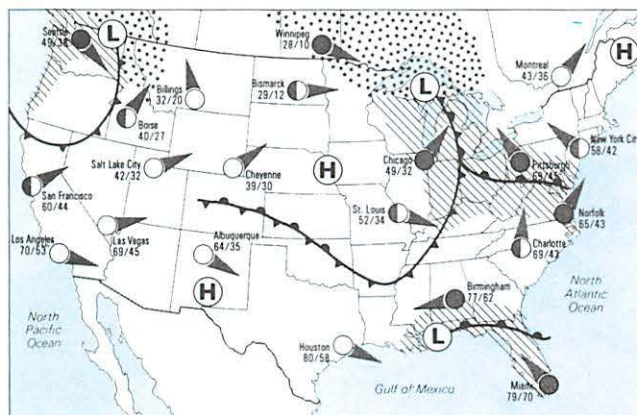 Seattle
49/38
L
Winnipeg
28/10
H
Montreal
43/36
Billings
32/20
Bismarck
29/12
L
Boise
40/27
New York City
58/42
Salt Lake City
42/32
Cheyenne
39/30
H
Chicago
49/32
Pittsburgh
63/45
San Francisco
60/44
St. Louis
52/34
Norfolk
65/43
Los Angeles
70/53
Las Vegas
69/45
Albuquerque
64/35
Charlotte
69/43
H
Birmingham
77/62
North
Pacific
Ocean
North
Atlantic
Ocean
Houston
80/58
L
Gulf of Mexico
Miami
79/70